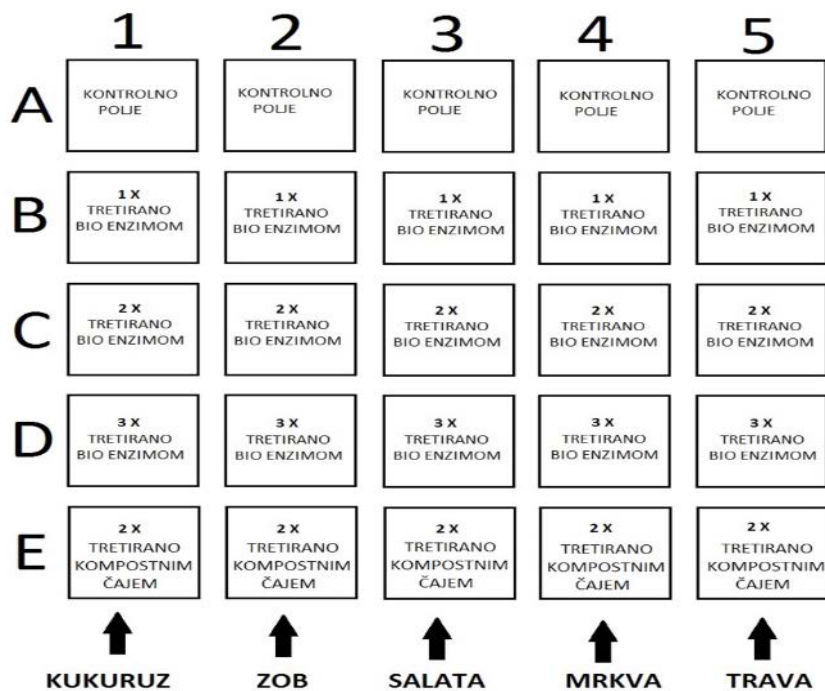 1 2 3 4 5
A
KONTROLNO POLJE
KONTROLNO POLJE
KONTROLNO POLJE
KONTROLNO POLJE
KONTROLNO POLJE
B
1 X
TRETIRANO
BIO ENZIMOM
1 X
TRETIRANO
BIO ENZIMOM
1 X
TRETIRANO
BIO ENZIMOM
1 X
TRETIRANO
BIO ENZIMOM
1 X
TRETIRANO
BIO ENZIMOM
C
2 X
TRETIRANO
BIO ENZIMOM
2 X
TRETIRANO
BIO ENZIMOM
2 X
TRETIRANO
BIO ENZIMOM
2 X
TRETIRANO
BIO ENZIMOM
2 X
TRETIRANO
BIO ENZIMOM
D
3 X
TRETIRANO
BIO ENZIMOM
3 X
TRETIRANO
BIO ENZIMOM
3 X
TRETIRANO
BIO ENZIMOM
3 X
TRETIRANO
BIO ENZIMOM
3 X
TRETIRANO
BIO ENZIMOM
E
2 X
TRETIRANO
KOMPOSTNIM
ČAJEM
2 X
TRETIRANO
KOMPOSTNIM
ČAJEM
2 X
TRETIRANO
KOMPOSTNIM
ČAJEM
2 X
TRETIRANO
KOMPOSTNIM
ČAJEM
2 X
TRETIRANO
KOMPOSTNIM
ČAJEM
KUKURUZ ZOB SALATA MRKVA TRAVA